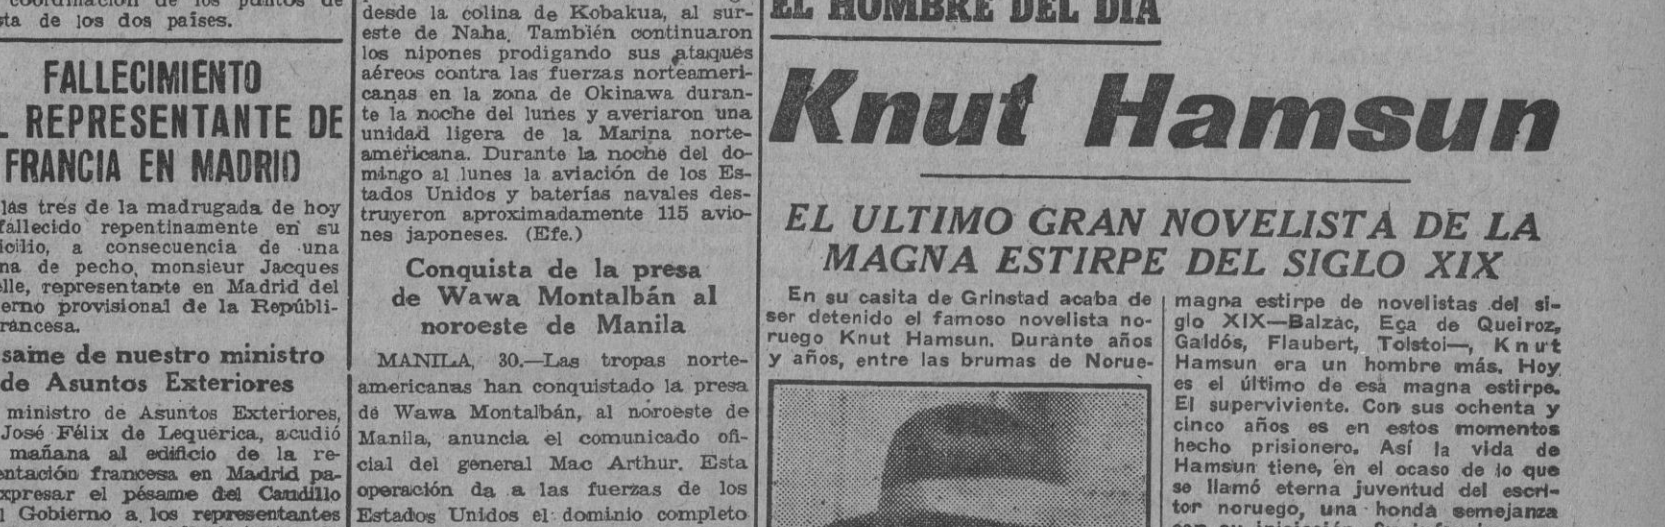 coordinación de los puntos de
ta de los dos países.
FALLECIMIENTO
L REPRESENTANTE DE
FRANCIA EN MADRID
las tres de la madrugada de hoy
fallecido repentinamente en su
icilio, a consecuencia de una
na de pecho, monsieur Jacques
lle, representante en Madrid del
erno provisional de la Repúbli-
rancesa.
same de nuestro ministro
de Asuntos Exteriores
ministro de Asuntos Exteriores,
José Félix de Lequerica, acudió
mañana al edificio de la re-
entación francesa en Madrid pa-
xpresar el pésame del Caudillo
l Gobierno a los representantes
desde la colina de Kobakua, al sur-
este de Naha. También continuaron
los nipones prodigando sus ataques
aéreos contra las fuerzas norteameri-
canas en la zona de Okinawa duran-
te la noche del lunes y averiaron una
unidad ligera de la Marina norte-
americana. Durante la noche del do-
mingo al lunes la aviación de los Es-
tados Unidos y baterías navales des-
truyeron aproximadamente 115 avio-
nes japoneses. (Efe.)
Conquista de la presa
de Wawa Montalbán al
noroeste de Manila
MANILA, 30.—Las tropas norte-
americanas han conquistado la presa
de Wawa Montalbán, al noroeste de
Manila, anuncia el comunicado ofi-
cial del general Mac Arthur. Esta
operación da a las fuerzas de los
Estados Unidos el dominio completo
EL HOMBRE DEL DIA
Knut Hamsun
EL ULTIMO GRAN NOVELISTA DE LA
MAGNA ESTIRPE DEL SIGLO XIX
En su casita de Grinstad acaba de
ser detenido el famoso novelista no-
ruego Knut Hamsun. Durante años
y años, entre las brumas de Norue-
magna estirpe de novelistas del si-
glo XIX—Balzac, Eça de Queiroz,
Galdós, Flaubert, Tolstoi—, Knut
Hamsun era un hombre más. Hoy
es el último de esa magna estirpe.
El superviviente. Con sus ochenta y
cinco años es en estos momentos
hecho prisionero. Así la vida de
Hamsun tiene, en el ocaso de lo que
se llamó eterna juventud del escri-
tor noruego, una honda semejanza